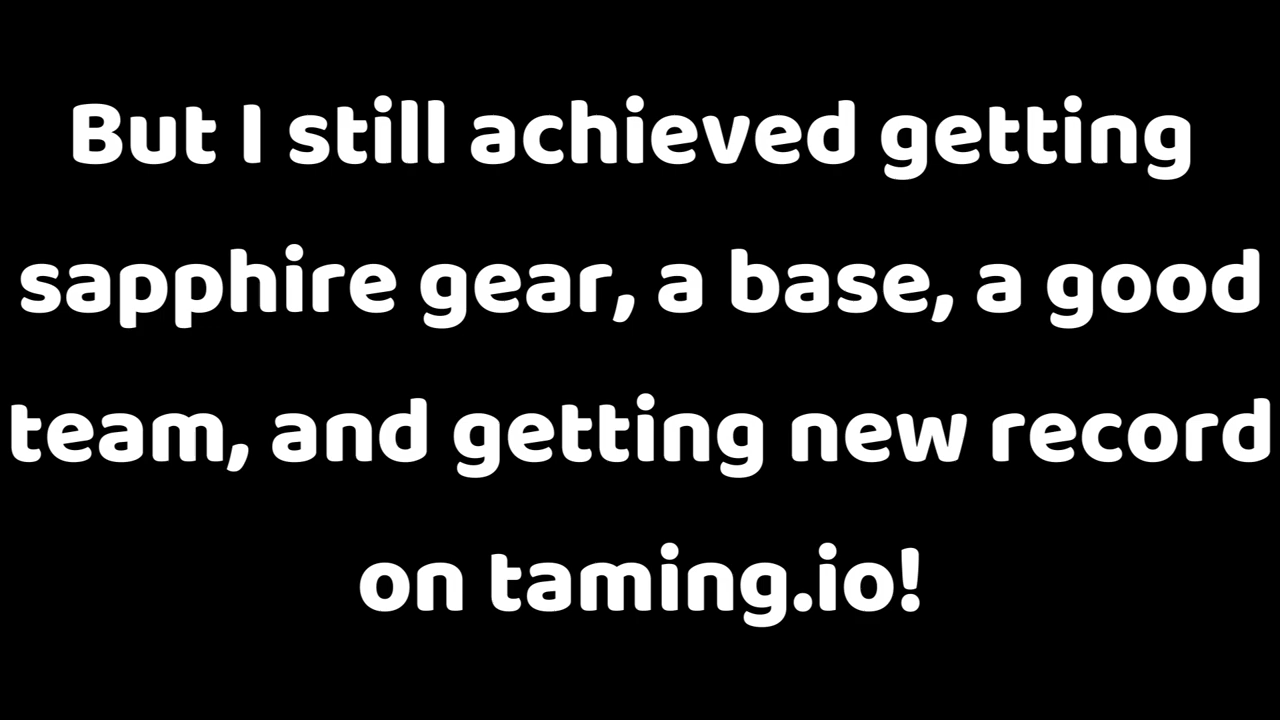 But I still achieved getting
sapphire gear, a base, a good
team, and getting new record
on taming.io!